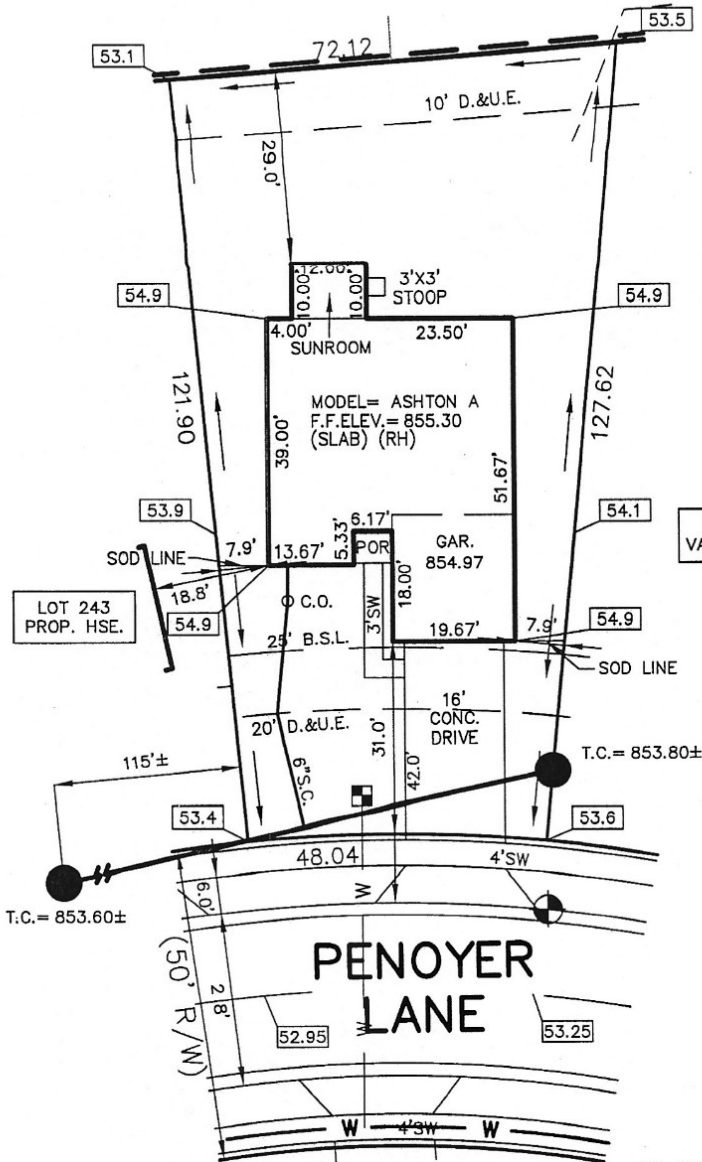 53.1
72.12
53.5
10' D.&U.E.
29.0'
12.00'
10.00'
10.00'
3'X3'
STOOP
54.9
54.9
4.00'
23.50'
SUNROOM
121.90
127.62
MODEL= ASHTON A
F.F.ELEV.= 855.30
(SLAB) (RH)
39.00'
51.67'
53.9
54.1
6.17'
5.33'
POR
GAR.
854.97
VA
SOD LINE
7.9'
13.67'
18.00'
18.8'
LOT 243
PROP. HSE.
54.9
C.O.
3'SW
19.67'
7.9'
54.9
25' B.S.L.
SOD LINE
16'
CONC.
DRIVE
20' D.&U.E.
31.0'
42.0'
6"S.C.
115'±
T.C.= 853.80±
53.4
53.6
48.04
4'SW
W
T.C.= 853.60±
6.0'
PENOYER
LANE
(50' R/W)
28'
W
52.95
53.25
W
4'SW
W